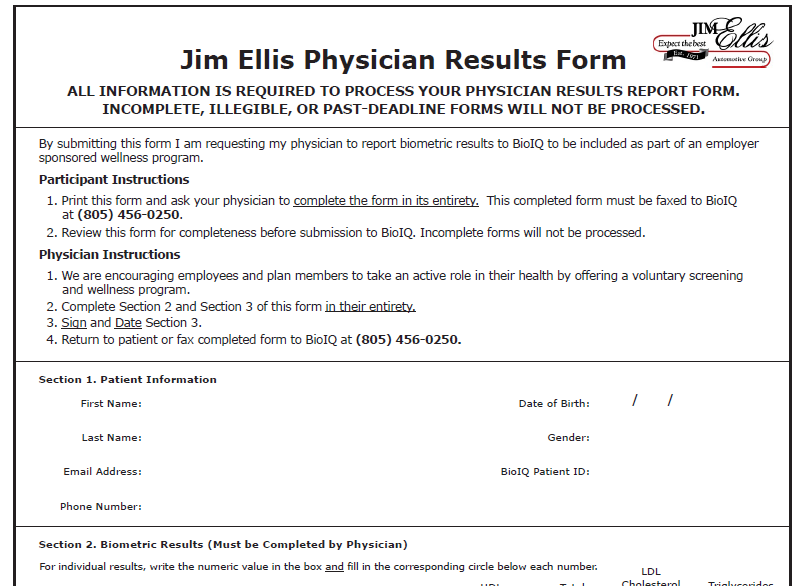 JIM Ellis
Expect the best
Est. 1971
Automotive Group
Jim Ellis Physician Results Form
ALL INFORMATION IS REQUIRED TO PROCESS YOUR PHYSICIAN RESULTS REPORT FORM.
INCOMPLETE, ILLEGIBLE, OR PAST-DEADLINE FORMS WILL NOT BE PROCESSED.
By submitting this form I am requesting my physician to report biometric results to BioIQ to be included as part of an employer
sponsored wellness program.
Participant Instructions
1. Print this form and ask your physician to complete the form in its entirety. This completed form must be faxed to BioIQ
at (805) 456-0250.
2. Review this form for completeness before submission to BioIQ. Incomplete forms will not be processed.
Physician Instructions
1. We are encouraging employees and plan members to take an active role in their health by offering a voluntary screening
and wellness program.
2. Complete Section 2 and Section 3 of this form in their entirety.
3. Sign and Date Section 3.
4. Return to patient or fax completed form to BioIQ at (805) 456-0250.
Section 1. Patient Information
First Name: Date of Birth: / /
Last Name: Gender:
Email Address: BioIQ Patient ID:
Phone Number:
Section 2. Biometric Results (Must be Completed by Physician)
For individual results, write the numeric value in the box and fill in the corresponding circle below each number.
LDL
HDL Total Cholesterol Triglycerides